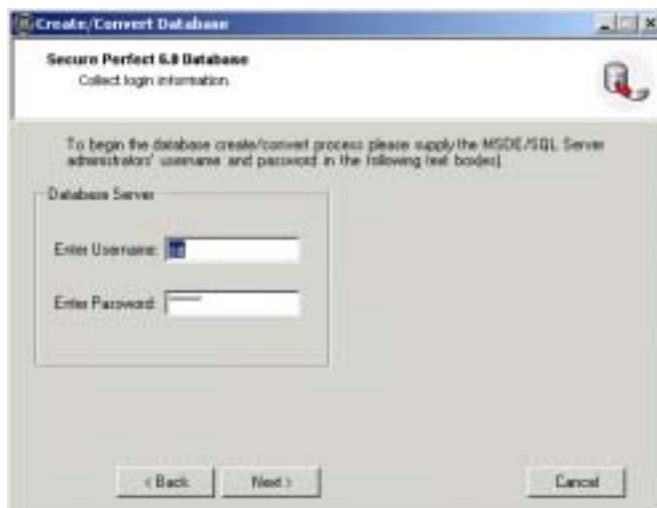 Create/Convert Database
Secure Perfect 6.0 Database
Collect login information.
To begin the database create/convert process please supply the MSDE/SQL Server
administrators' username and password in the following text box(es).
Database Server
Enter Username:
Enter Password:
< Back
Next >
Cancel